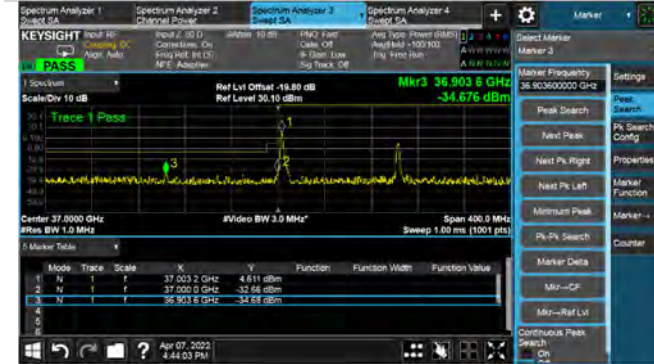 Spectrum Analyzer 1
Swept SA
Spectrum Analyzer 2
Channel Power
Spectrum Analyzer 3
Swept SA
Spectrum Analyzer 4
Swept SA
+
Marker
KEYSIGHT
Input: RF
Coupling: DC
Align: Auto
Input Z: 50 Ω
Corrections: On
Freq Ref: Int (S)
NFE: Adaptive
Atten: 10 dB
PNO: Fast
Gate: Off
IF Gain: Low
Sig Track: Off
Avg Type: Power (RMS)
Avg|Hold: >100/100
Trig: Free Run
1 2 3
PASS
Select Marker
Marker 3
1 Spectrum
Scale/Div 10 dB
Ref Lvl Offset -19.80 dB
Ref Level 30.10 dBm
Mkr3 36.903 6 GHz
-34.676 dBm
Trace 1 Pass
1
2
3
Center 37.0000 GHz
#Res BW 1.0 MHz
#Video BW 3.0 MHz*
Span 400.0 MHz
Sweep 1.00 ms (1001 pts)
5 Marker Table
Mode Trace Scale X Y Function Function Width Function Value
1 N 1 f 37.003 2 GHz 4.611 dBm
2 N 1 f 37.000 0 GHz -32.66 dBm
3 N 1 f 36.903 6 GHz -34.68 dBm
4
5
6
Apr 07, 2022
4:44:03 PM
Marker Frequency
36.903600000 GHz
Peak Search
Next Peak
Next Pk Right
Next Pk Left
Minimum Peak
Pk-Pk Search
Marker Delta
Mkr→CF
Mkr→Ref Lvl
Continuous Peak
Search
On
Off
Settings
Peak
Search
Pk Search
Config
Properties
Marker
Function
Marker→
Counter